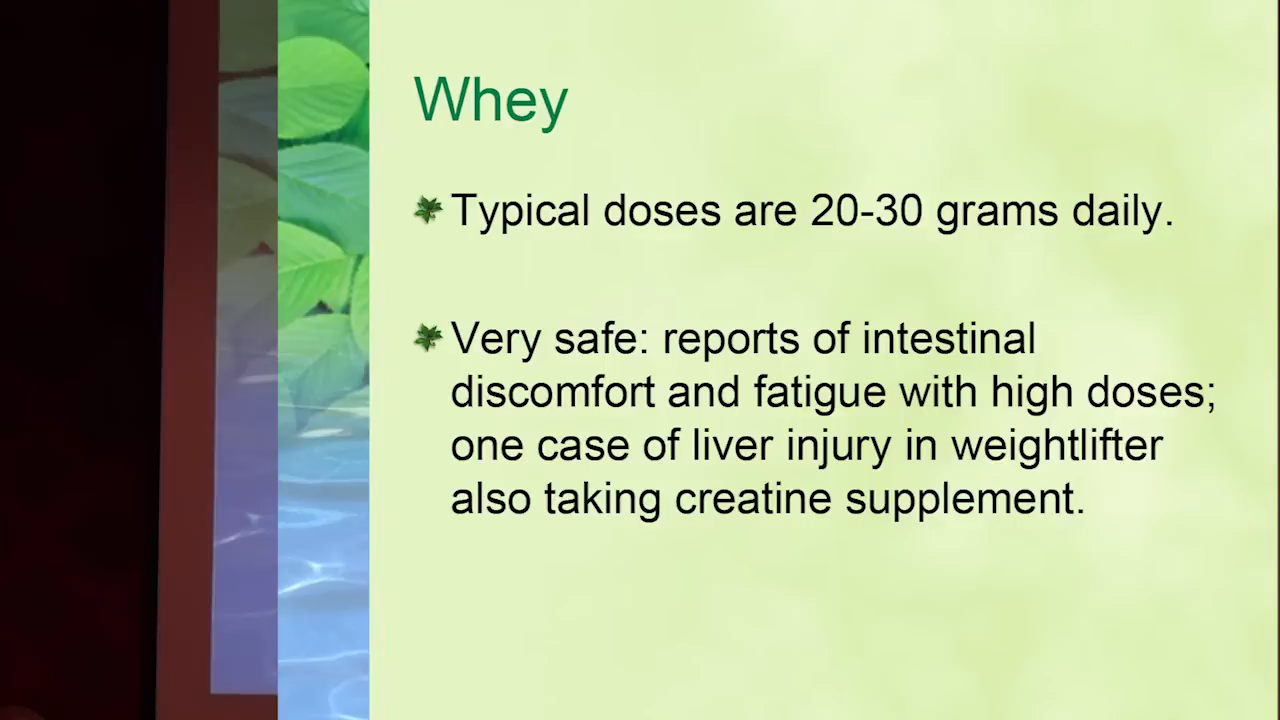 Whey
Typical doses are 20-30 grams daily.
Very safe: reports of intestinal
discomfort and fatigue with high doses;
one case of liver injury in weightlifter
also taking creatine supplement.